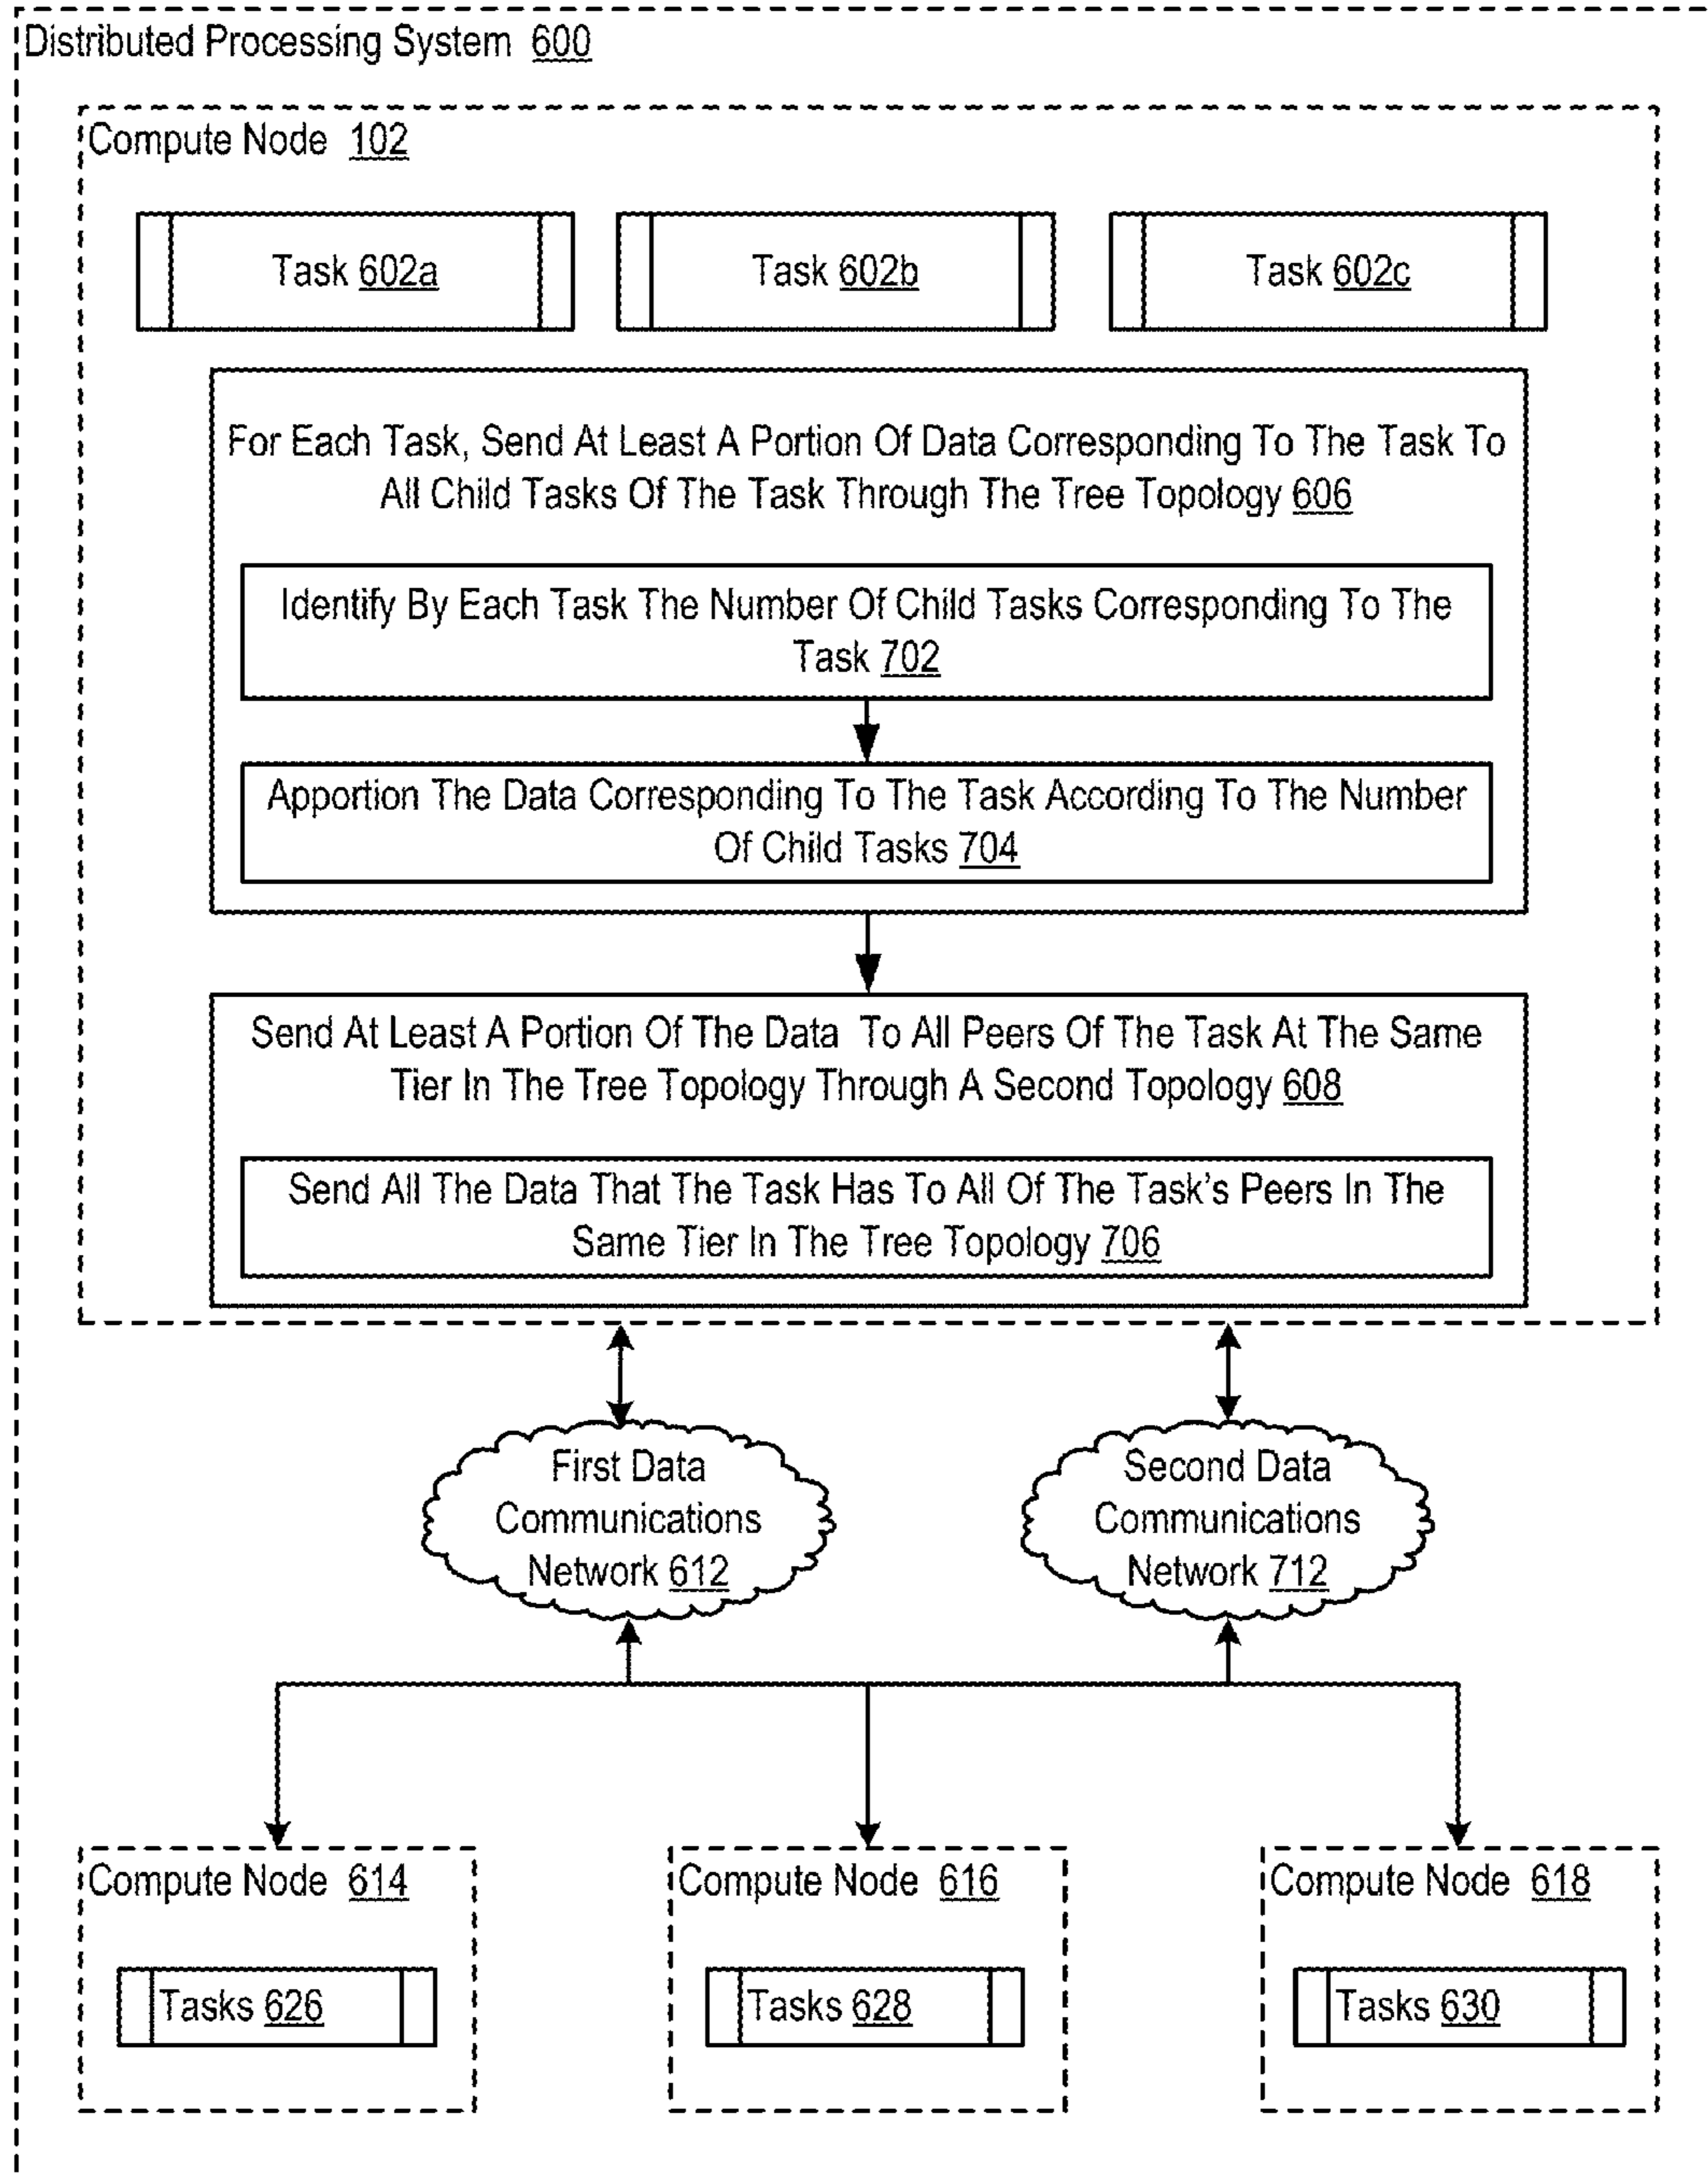 Distributed Processing System 600
Compute Node 102
Task 602a
Task 602b
Task 602c
For Each Task, Send At Least A Portion Of Data Corresponding To The Task To
All Child Tasks Of The Task Through The Tree Topology 606
Identify By Each Task The Number Of Child Tasks Corresponding To The
Task 702
Apportion The Data Corresponding To The Task According To The Number
Of Child Tasks 704
Send At Least A Portion Of The Data To All Peers Of The Task At The Same
Tier In The Tree Topology Through A Second Topology 608
Send All The Data That The Task Has To All Of The Task's Peers In The
Same Tier In The Tree Topology 706
First Data
Communications
Network 612
Second Data
Communications
Network 712
Compute Node 614
Tasks 626
Compute Node 616
Tasks 628
Compute Node 618
Tasks 630